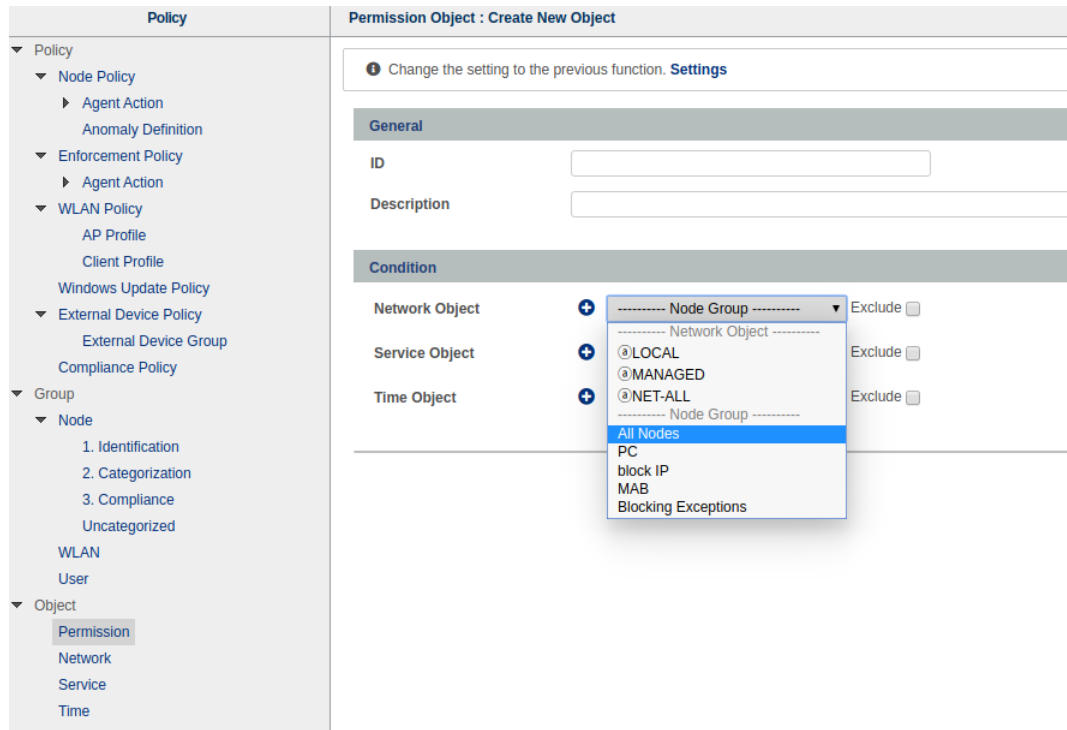 Policy
Policy
Node Policy
Agent Action
Anomaly Definition
Enforcement Policy
Agent Action
WLAN Policy
AP Profile
Client Profile
Windows Update Policy
External Device Policy
External Device Group
Compliance Policy
Group
Node
1. Identification
2. Categorization
3. Compliance
Uncategorized
WLAN
User
Object
Permission
Network
Service
Time
Permission Object : Create New Object
Change the setting to the previous function. Settings
General
ID
Description
Condition
Network Object ---------- Node Group ---------- Exclude
---------- Network Object ----------
ⓐLOCAL
Service Object Exclude
ⓐMANAGED
Time Object ⓐNET-ALL Exclude
---------- Node Group ----------
All Nodes
PC
block IP
MAB
Blocking Exceptions